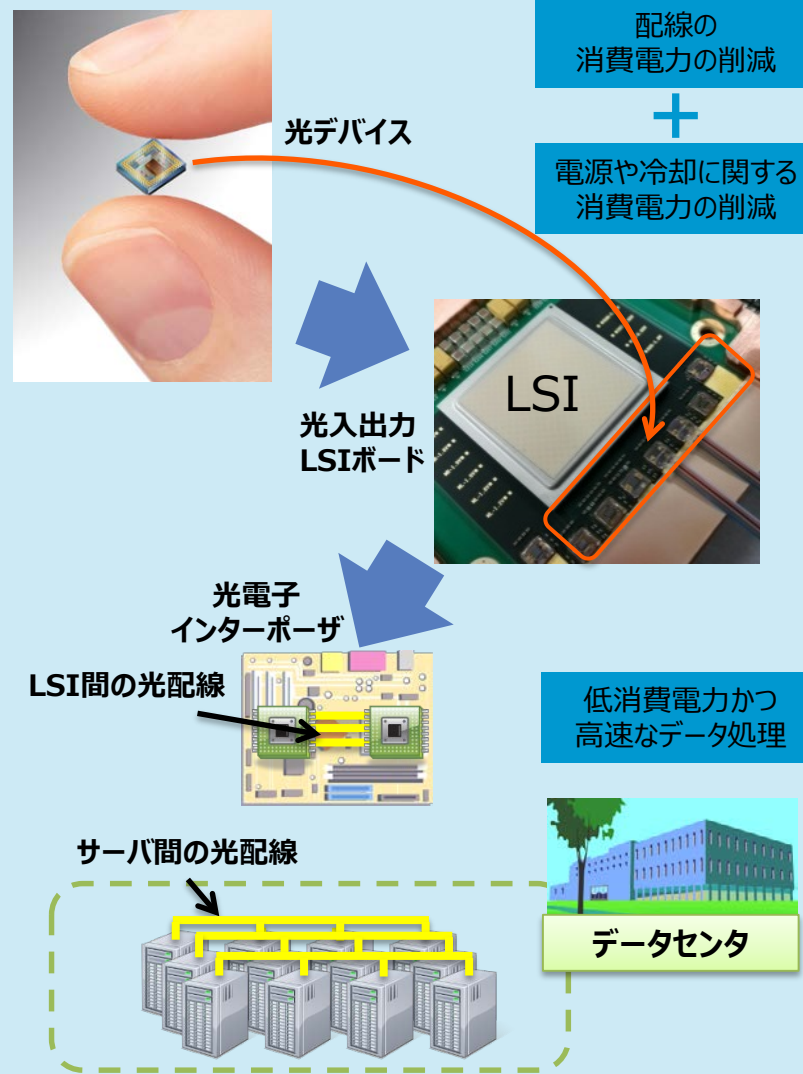 配線の
消費電力の削減
+
電源や冷却に関する
消費電力の削減
光デバイス
LSI
光入出力
LSIボード
光電子
インターポーザ
LSI間の光配線
低消費電力かつ
高速なデータ処理
サーバ間の光配線
データセンタ